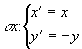 σx: { x′ = x
y′ = −y